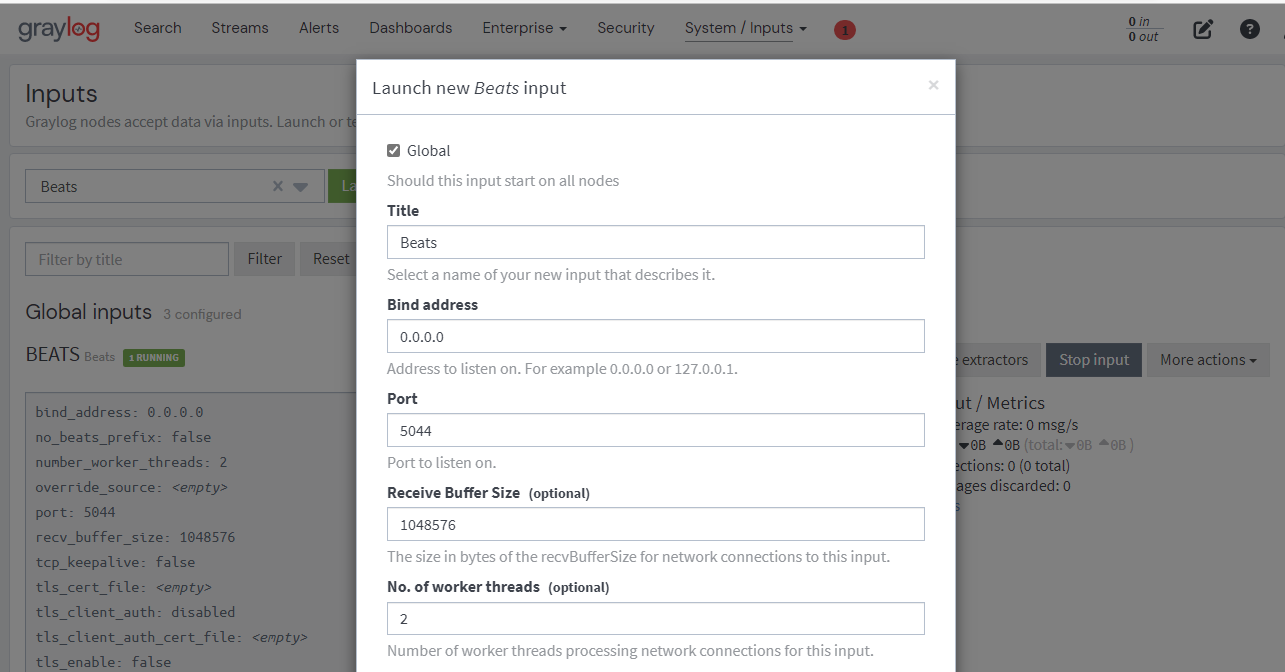 graylog Search Streams Alerts Dashboards Enterprise Security System / Inputs 1 0 in
0 out
Launch new Beats input ×
Inputs
Graylog nodes accept data via inputs. Launch or te
Global
Should this input start on all nodes
Beats La
Title
Beats
Select a name of your new input that describes it.
Filter by title Filter Reset
Bind address
0.0.0.0
Address to listen on. For example 0.0.0.0 or 127.0.0.1.
Global inputs 3 configured
BEATS Beats 1 RUNNING
extractors Stop input More actions
Port
5044
Port to listen on.
Receive Buffer Size (optional)
1048576
The size in bytes of the recvBufferSize for network connections to this input.
No. of worker threads (optional)
2
Number of worker threads processing network connections for this input.
bind_address: 0.0.0.0
no_beats_prefix: false
number_worker_threads: 2
override_source: <empty>
port: 5044
recv_buffer_size: 1048576
tcp_keepalive: false
tls_cert_file: <empty>
tls_client_auth: disabled
tls_client_auth_cert_file: <empty>
tls_enable: false
ut / Metrics
erage rate: 0 msg/s
0B 0B (total: 0B 0B )
ections: 0 (0 total)
ages discarded: 0
s